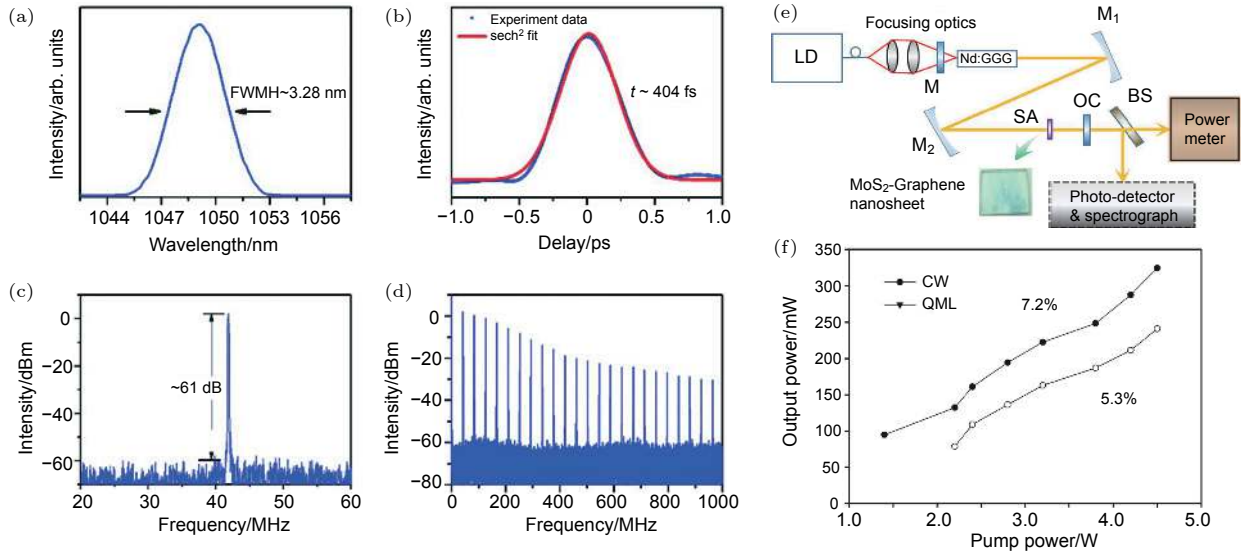 (a)
Intensity/arb. units
FWMH~3.28 nm
1044 1047 1050 1053 1056
Wavelength/nm
(b)
Intensity/arb. units
Experiment data
sech² fit
t ~ 404 fs
−1.0 −0.5 0 0.5 1.0
Delay/ps
(c)
Intensity/dBm
0
−20
−40
−60
~61 dB
20 30 40 50 60
Frequency/MHz
(d)
Intensity/dBm
0
−20
−40
−60
−80
0 200 400 600 800 1000
Frequency/MHz
(e)
LD
Focusing optics
M
Nd:GGG
M₁
M₂
SA
OC
BS
Power
meter
MoS₂-Graphene
nanosheet
Photo-detector
& spectrograph
(f)
Output power/mW
350
300
250
200
150
100
50
0
CW
QML
7.2%
5.3%
1.0 2.0 3.0 4.0 5.0
Pump power/W